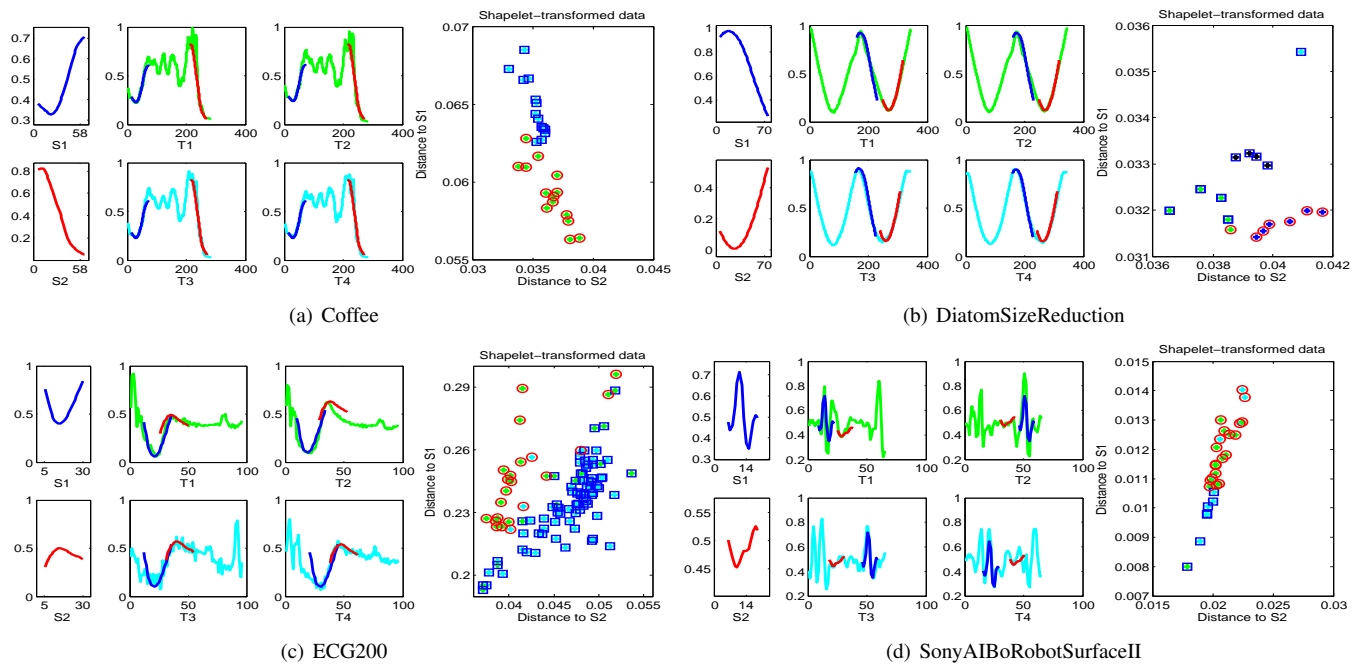 Shapelet-transformed data
0.7
0.6
0.5
0.4
0.3
0 58
S1
1
0.5
0
0 200 400
T1
1
0.5
0
0 200 400
T2
0.8
0.6
0.4
0.2
0 58
S2
1
0.5
0
0 200 400
T3
1
0.5
0
0 200 400
T4
Distance to S1
0.07
0.065
0.06
0.055
0.03 0.035 0.04 0.045
Distance to S2
(a) Coffee
Shapelet-transformed data
1
0.8
0.6
0.4
0 70
S1
1
0.5
0
0 200 400
T1
1
0.5
0
0 200 400
T2
0.4
0.2
0
0 70
S2
1
0.5
0
0 200 400
T3
1
0.5
0
0 200 400
T4
Distance to S1
0.036
0.035
0.034
0.033
0.032
0.031
0.036 0.038 0.04 0.042
Distance to S2
(b) DiatomSizeReduction
Shapelet-transformed data
1
0.5
0
5 30
S1
1
0.5
0
0 50 100
T1
1
0.5
0
0 50 100
T2
1
0.5
0
5 30
S2
1
0.5
0
0 50 100
T3
1
0.5
0
0 50 100
T4
Distance to S1
0.29
0.26
0.23
0.2
0.04 0.045 0.05 0.055
Distance to S2
(c) ECG200
Shapelet-transformed data
0.7
0.6
0.5
0.4
0.3
14
S1
1
0.8
0.6
0.4
0.2
0 50 100
T1
1
0.8
0.6
0.4
0.2
0 50 100
T2
0.55
0.5
0.45
14
S2
1
0.8
0.6
0.4
0.2
0 50 100
T3
1
0.8
0.6
0.4
0.2
0 50 100
T4
Distance to S1
0.015
0.014
0.013
0.012
0.011
0.01
0.009
0.008
0.007
0.015 0.02 0.025 0.03
Distance to S2
(d) SonyAIBoRobotSurfaceII